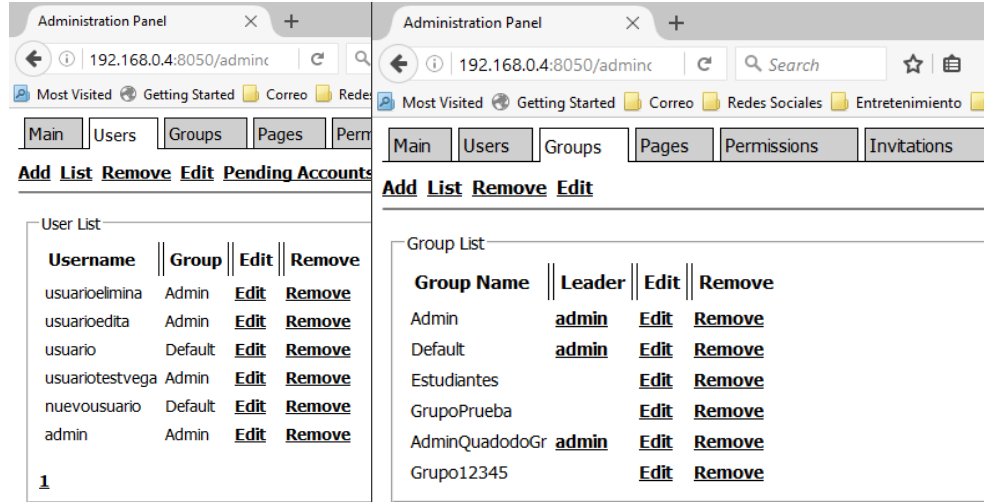 Administration Panel
192.168.0.4:8050/adminc
Most Visited Getting Started Correo Redes
Main Users Groups Pages Perm
Add List Remove Edit Pending Accounts
User List
Username Group Edit Remove
usuarioelimina Admin Edit Remove
usuarioedita Admin Edit Remove
usuario Default Edit Remove
usuariotestvega Admin Edit Remove
nuevousuario Default Edit Remove
admin Admin Edit Remove
1
Administration Panel
192.168.0.4:8050/adminc Search
Most Visited Getting Started Correo Redes Sociales Entretenimiento
Main Users Groups Pages Permissions Invitations
Add List Remove Edit
Group List
Group Name Leader Edit Remove
Admin admin Edit Remove
Default admin Edit Remove
Estudiantes Edit Remove
GrupoPrueba Edit Remove
AdminQuadodoGr admin Edit Remove
Grupo12345 Edit Remove